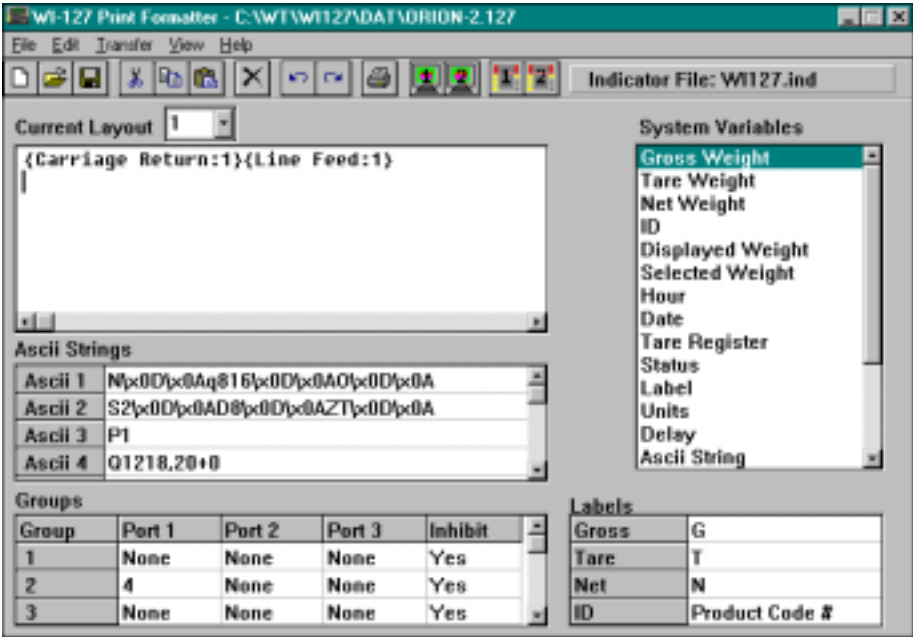 WI-127 Print Formatter - C:\WT\WI127\DAT\ORION-2.127
File Edit Transfer View Help
1 2 1 2 Indicator File: WI127.ind
Current Layout 1
System Variables
{Carriage Return:1}{Line Feed:1}
Gross Weight
Tare Weight
Net Weight
ID
Displayed Weight
Selected Weight
Hour
Date
Tare Register
Status
Label
Units
Delay
Ascii String
Ascii Strings
Ascii 1 N\x0D\x0Aq816\x0D\x0AO\x0D\x0A
Ascii 2 S2\x0D\x0AD8\x0D\x0AZT\x0D\x0A
Ascii 3 P1
Ascii 4 Q1218,20+0
Groups
Group Port 1 Port 2 Port 3 Inhibit
1 None None None Yes
2 4 None None Yes
3 None None None Yes
Labels
Gross G
Tare T
Net N
ID Product Code #